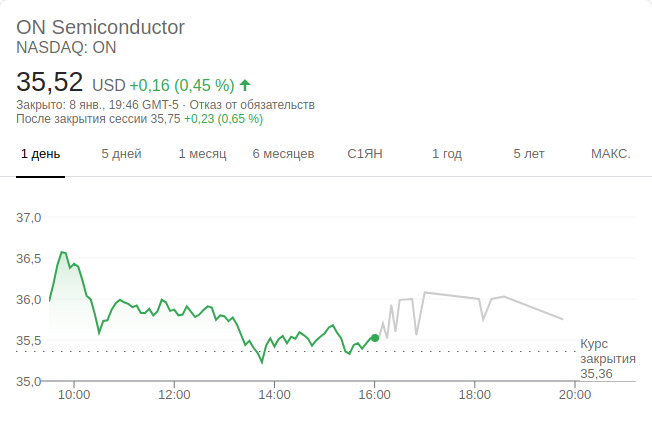 ON Semiconductor
NASDAQ: ON
35,52 USD +0,16 (0,45 %)
Закрыто: 8 янв., 19:46 GMT-5 · Отказ от обязательств
После закрытия сессии 35,75 +0,23 (0,65 %)
1 день 5 дней 1 месяц 6 месяцев С1ЯН 1 год 5 лет МАКС.
37,0
36,5
36,0
35,5
Курс
закрытия
35,36
35,0
10:00 12:00 14:00 16:00 18:00 20:00